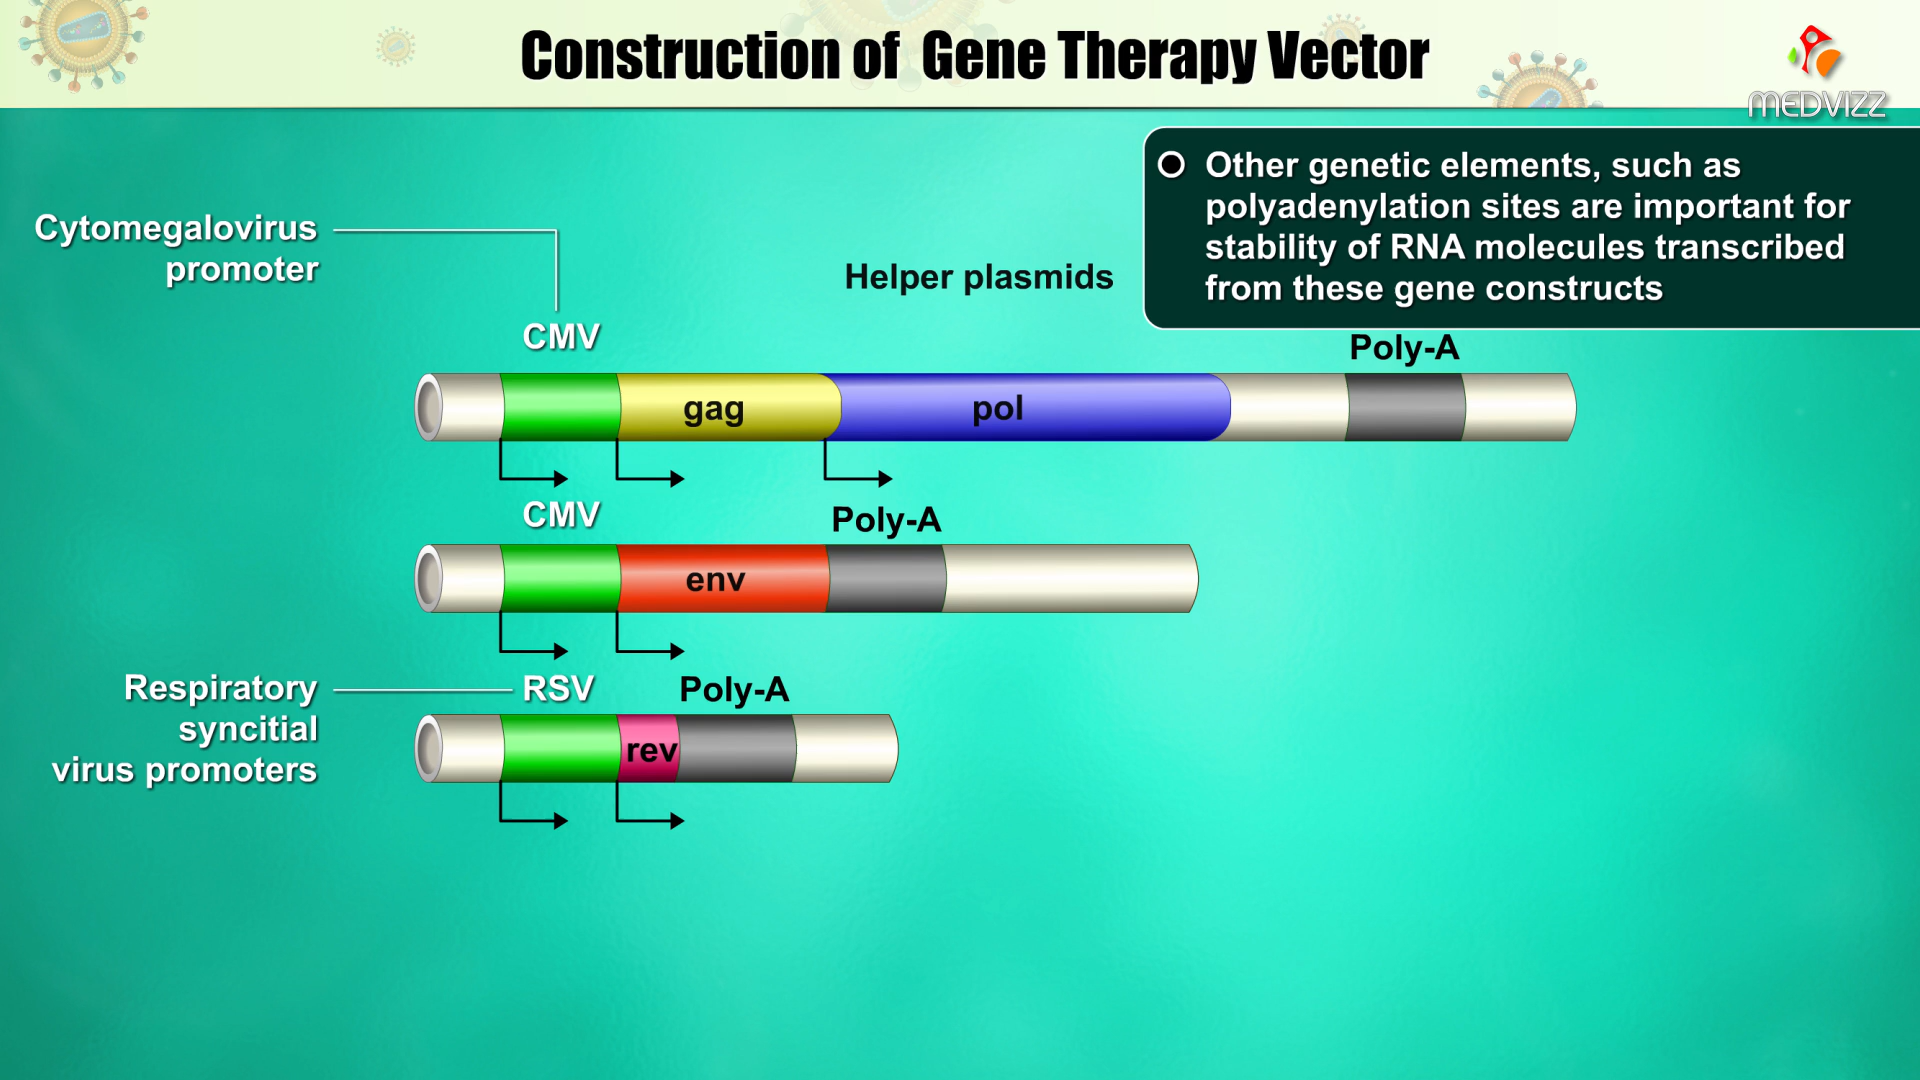 Construction of Gene Therapy Vector
MEDVIZZ
Other genetic elements, such as
polyadenylation sites are important for
stability of RNA molecules transcribed
from these gene constructs
Cytomegalovirus
promoter
Helper plasmids
CMV
Poly-A
gag
pol
CMV
Poly-A
env
Respiratory
syncitial
virus promoters
RSV
Poly-A
rev